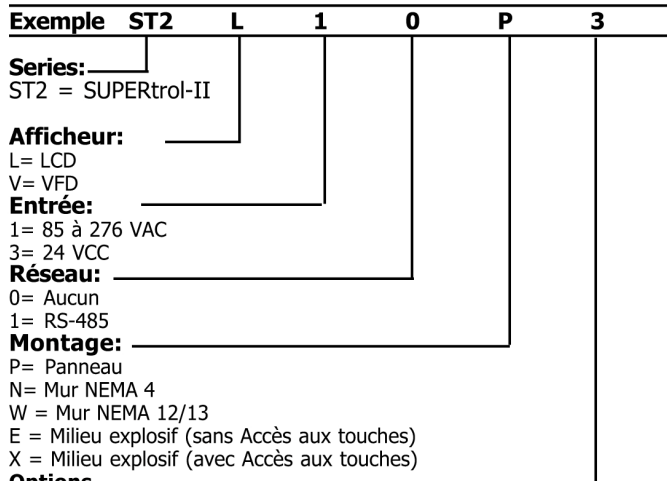 Exemple ST2 L 1 0 P 3
Series:
ST2 = SUPERtrol-II
Afficheur:
L= LCD
V= VFD
Entrée:
1= 85 à 276 VAC
3= 24 VCC
Réseau:
0= Aucun
1= RS-485
Montage:
P= Panneau
N= Mur NEMA 4
W = Mur NEMA 12/13
E = Milieu explosif (sans Accès aux touches)
X = Milieu explosif (avec Accès aux touches)
Options